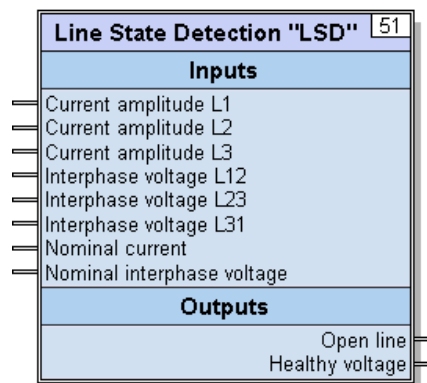 Line State Detection "LSD" 51
Inputs
Current amplitude L1
Current amplitude L2
Current amplitude L3
Interphase voltage L12
Interphase voltage L23
Interphase voltage L31
Nominal current
Nominal interphase voltage
Outputs
Open line
Healthy voltage